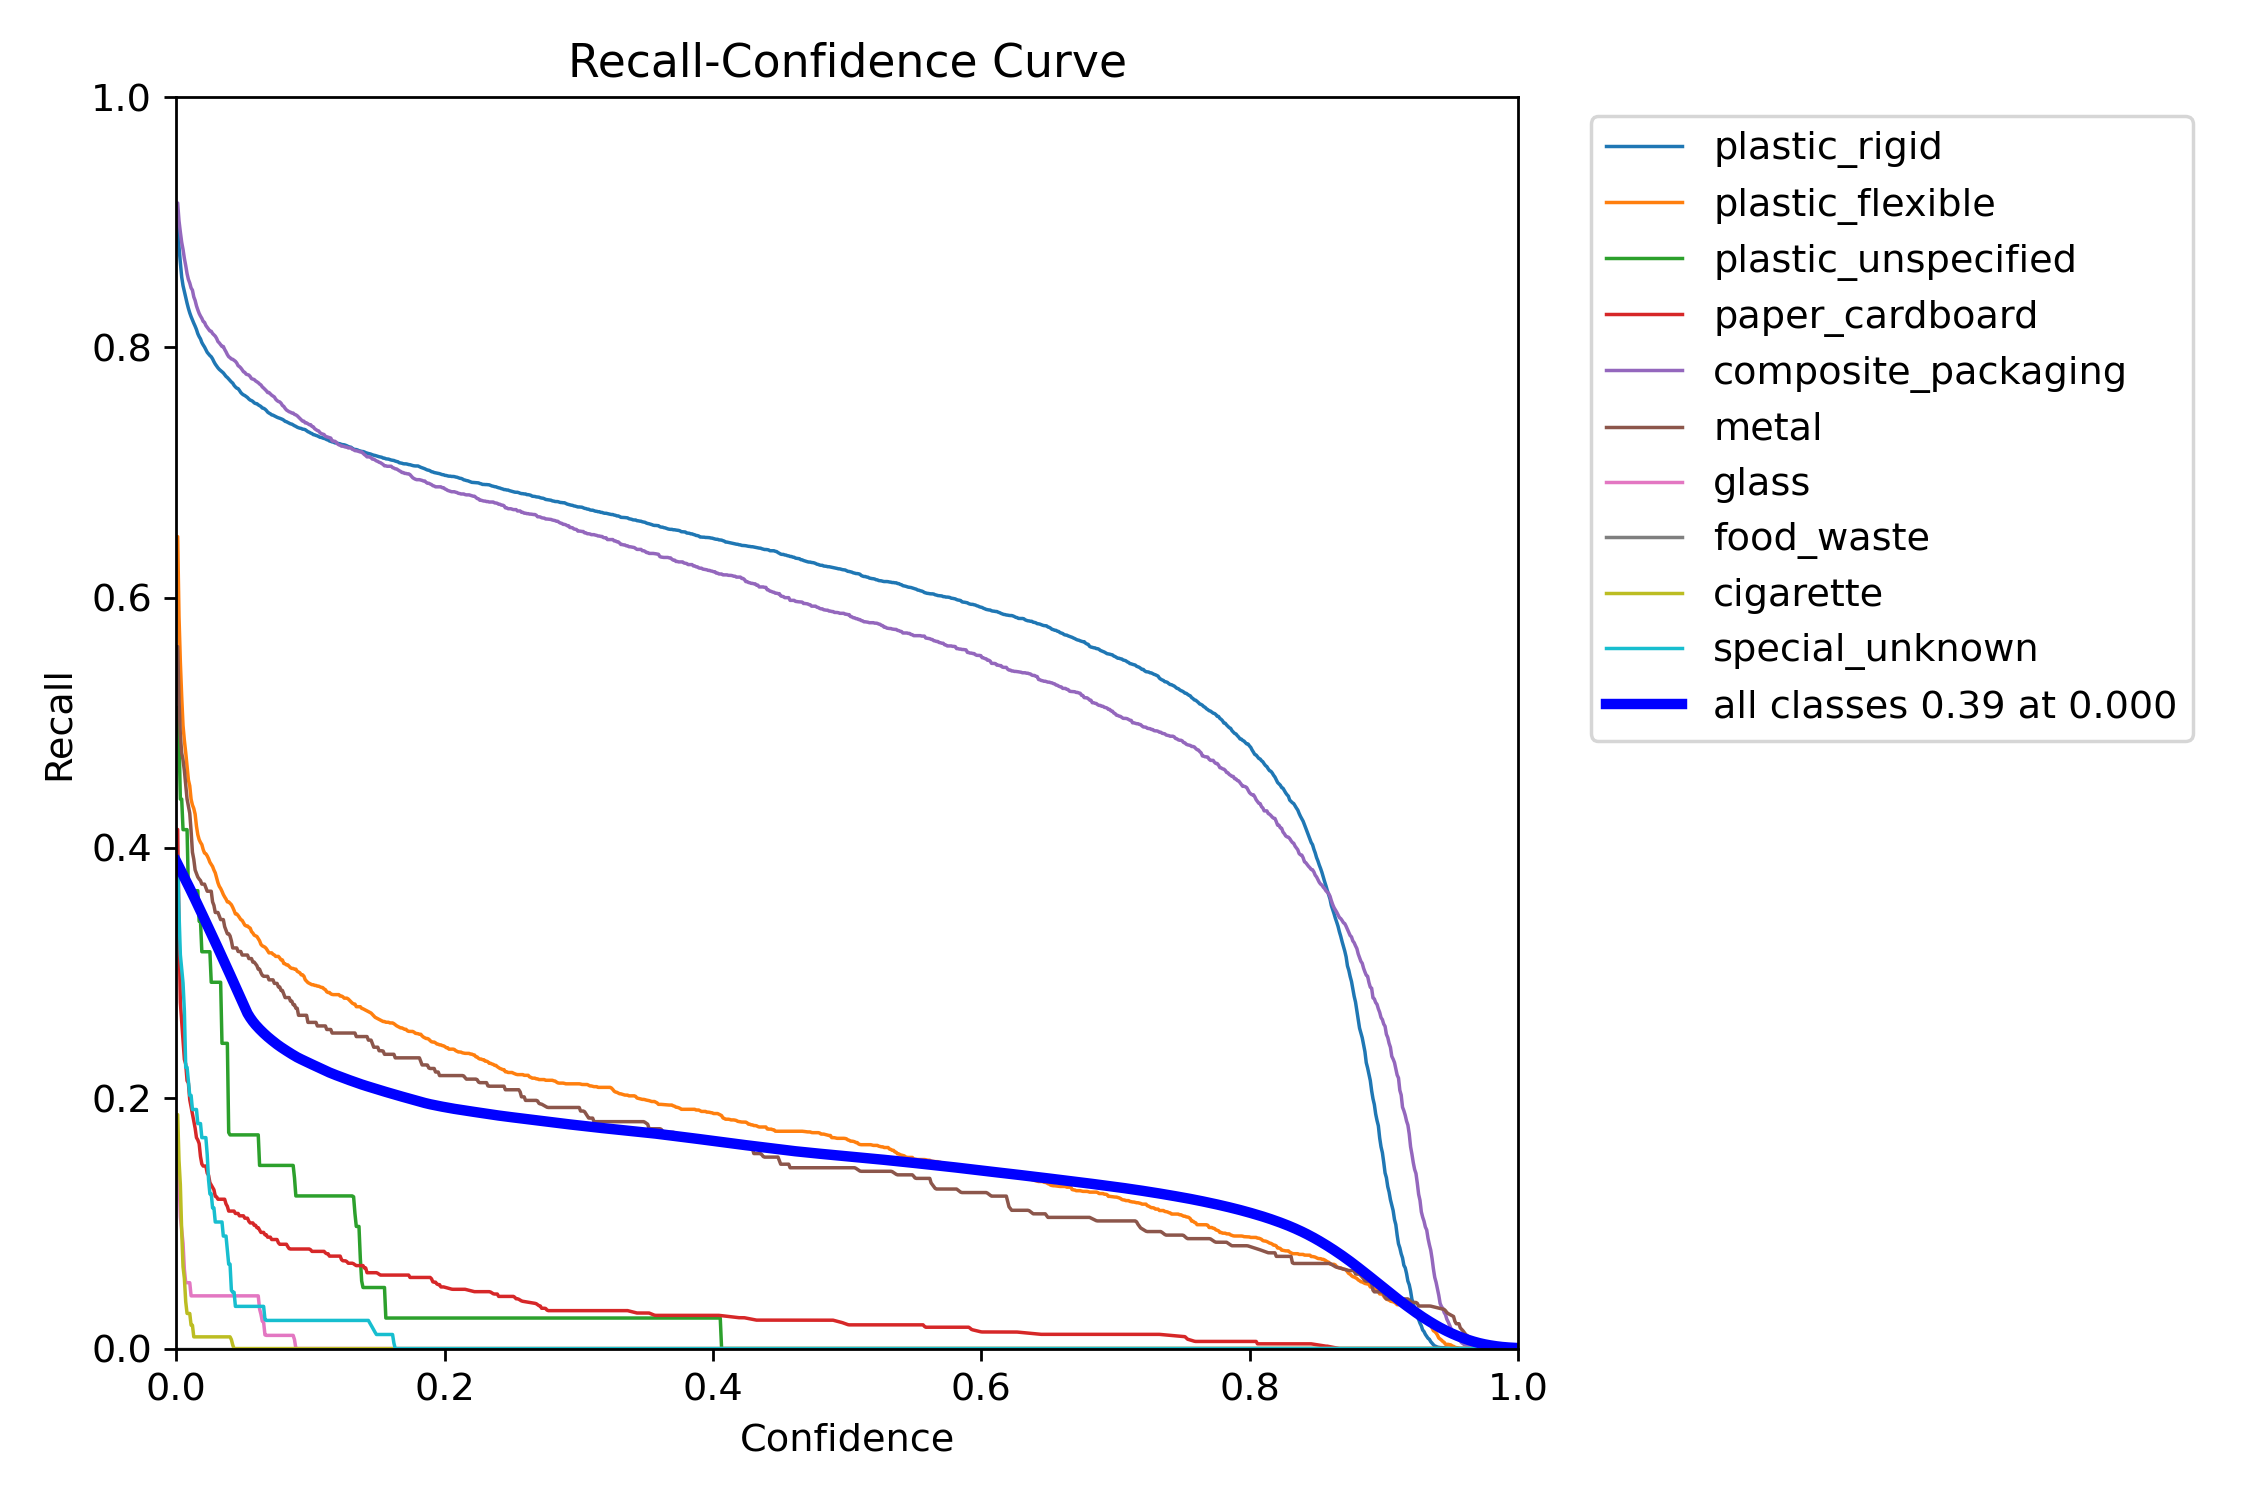 Recall-Confidence Curve
1.0
0.8
0.6
0.4
0.2
0.0
Recall
0.0 0.2 0.4 0.6 0.8 1.0
Confidence
plastic_rigid
plastic_flexible
plastic_unspecified
paper_cardboard
composite_packaging
metal
glass
food_waste
cigarette
special_unknown
all classes 0.39 at 0.000